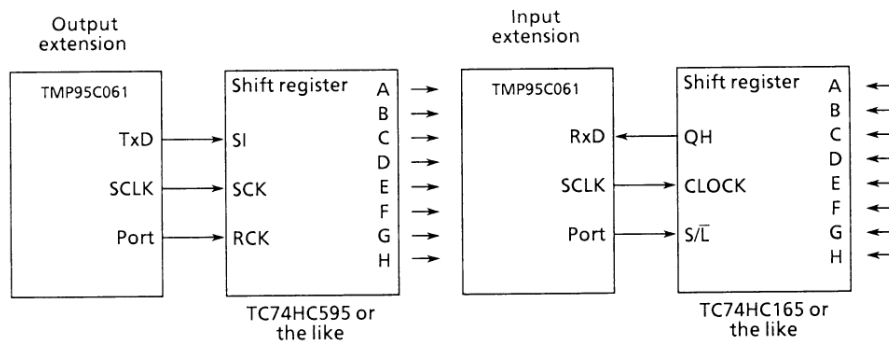 Output
extension
TMP95C061
TxD
SCLK
Port
Shift register
SI
SCK
RCK
A
B
C
D
E
F
G
H
TC74HC595 or
the like
Input
extension
TMP95C061
RxD
SCLK
Port
Shift register
QH
CLOCK
S/L̅
A
B
C
D
E
F
G
H
TC74HC165 or
the like